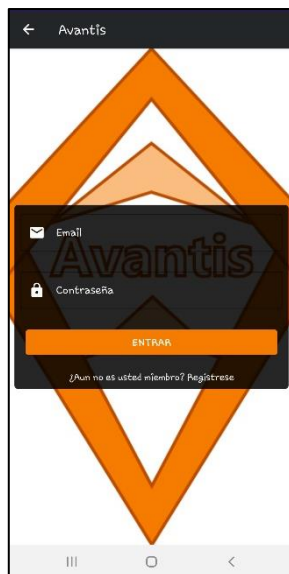 Avantis
Email
Avantis
Contraseña
ENTRAR
¿Aun no es usted miembro? Registrese